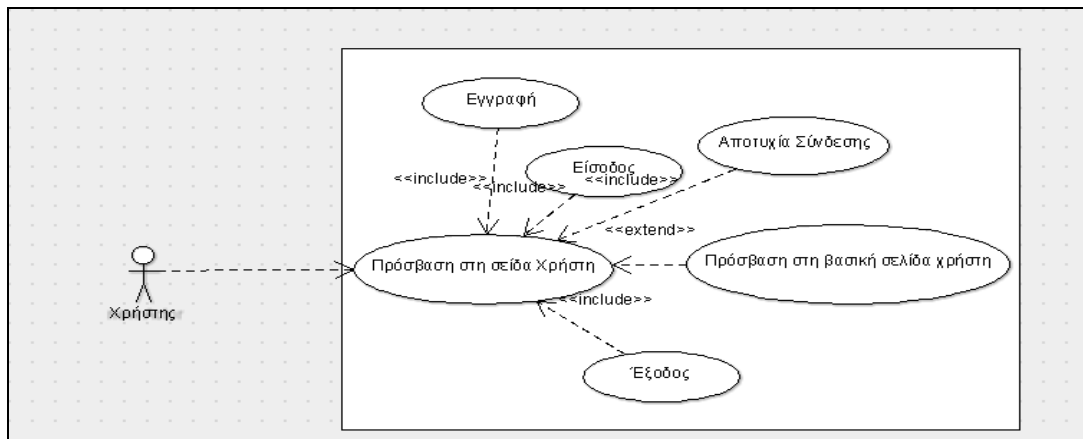 Εγγραφή
Αποτυχία Σύνδεσης
Είσοδος
<<include>>
<<include>>
<<include>>
<<extend>>
Πρόσβαση στη σείδα Χρήστη
Πρόσβαση στη βασική σελίδα χρήστη
<<include>>
Χρήστης
Έξοδος